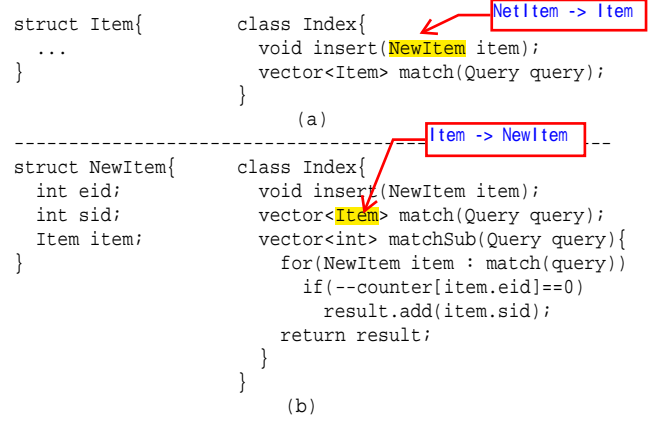 NetItem -> Item
struct Item{ class Index{
... void insert(NewItem item);
} vector<Item> match(Query query);
}
(a)
Item -> NewItem
------------------------------------------------------
struct NewItem{ class Index{
int eid; void insert(NewItem item);
int sid; vector<Item> match(Query query);
Item item; vector<int> matchSub(Query query){
} for(NewItem item : match(query))
if(--counter[item.eid]==0)
result.add(item.sid);
return result;
}
}
(b)